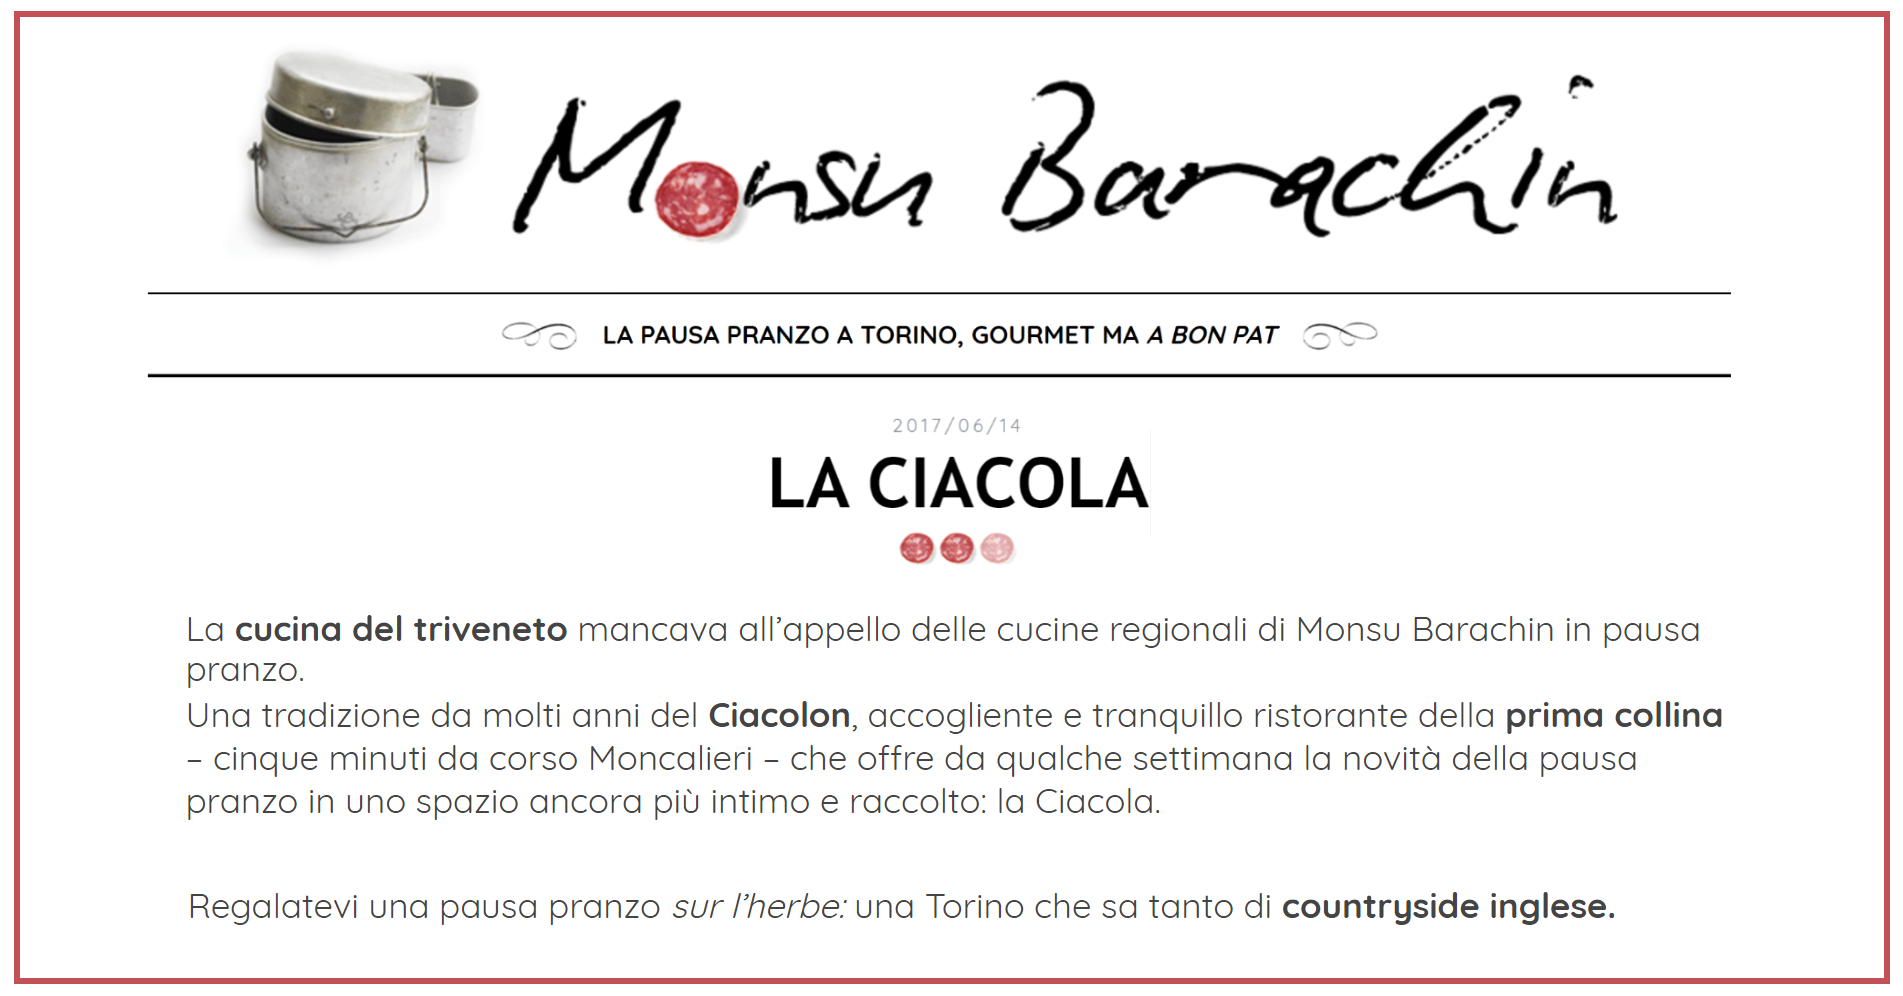 Monsu Barachin
LA PAUSA PRANZO A TORINO, GOURMET MA A BON PAT
2017/06/14
LA CIACOLA
La cucina del triveneto mancava all’appello delle cucine regionali di Monsu Barachin in pausa
pranzo.
Una tradizione da molti anni del Ciacolon, accogliente e tranquillo ristorante della prima collina
– cinque minuti da corso Moncalieri – che offre da qualche settimana la novità della pausa
pranzo in uno spazio ancora più intimo e raccolto: la Ciacola.
Regalatevi una pausa pranzo sur l’herbe: una Torino che sa tanto di countryside inglese.